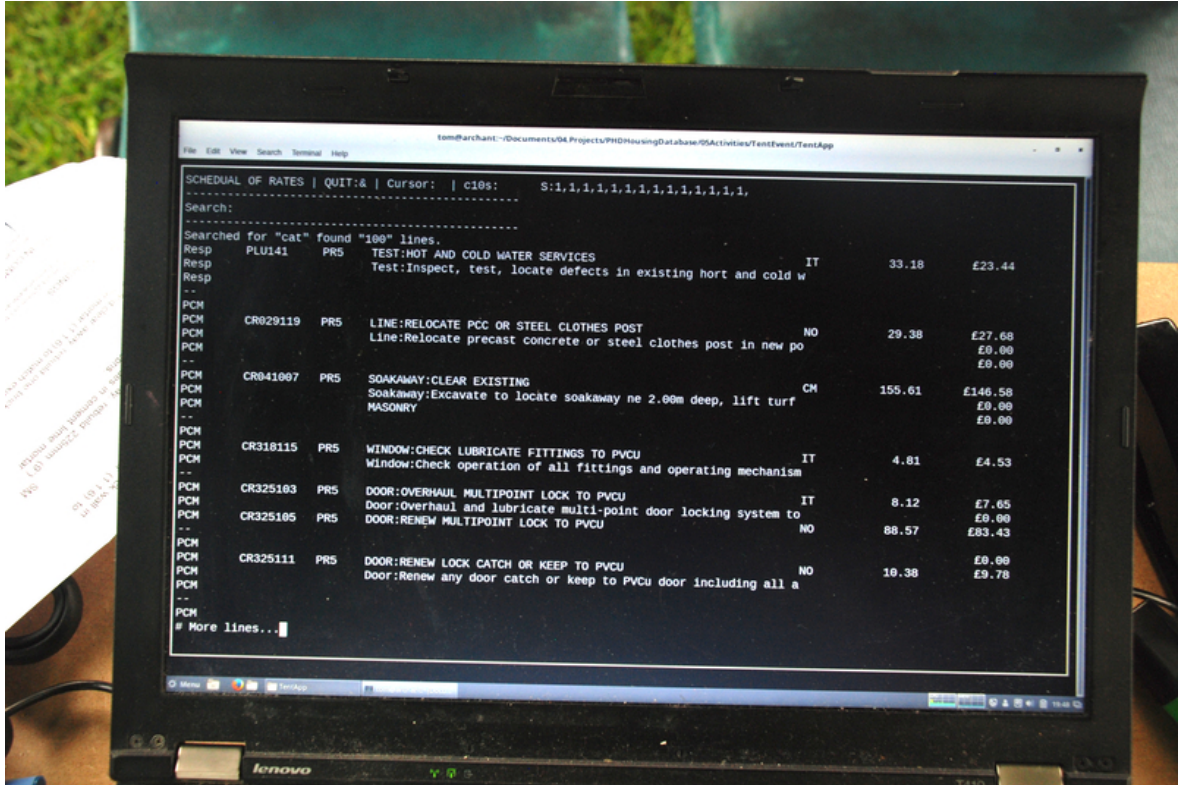 tom@archant:~/Documents/04.Projects/PHDHousingDatabase/05Activities/TentEvent/TentApp
File Edit View Search Terminal Help
SCHEDUAL OF RATES | QUIT:& | Cursor: | c10s: S:1,1,1,1,1,1,1,1,1,1,1,1,1,1,
--------------------------------------------------
Search:
--------------------------------------------------
Searched for "cat" found "100" lines.
Resp PLU141 PR5 TEST:HOT AND COLD WATER SERVICES IT 33.18 £23.44
Resp Test:Inspect, test, locate defects in existing hort and cold w
Resp
--
PCM
PCM CR029119 PR5 LINE:RELOCATE PCC OR STEEL CLOTHES POST NO 29.38 £27.68
PCM Line:Relocate precast concrete or steel clothes post in new po £0.00
PCM £0.00
--
PCM CR041007 PR5 SOAKAWAY:CLEAR EXISTING CM 155.61 £146.58
PCM Soakaway:Excavate to locate soakaway ne 2.00m deep, lift turf £0.00
PCM MASONRY £0.00
--
PCM
PCM CR318115 PR5 WINDOW:CHECK LUBRICATE FITTINGS TO PVCU IT 4.81 £4.53
PCM Window:Check operation of all fittings and operating mechanism
--
PCM CR325103 PR5 DOOR:OVERHAUL MULTIPOINT LOCK TO PVCU IT 8.12 £7.65
PCM Door:Overhaul and lubricate multi-point door locking system to £0.00
PCM CR325105 PR5 DOOR:RENEW MULTIPOINT LOCK TO PVCU NO 88.57 £83.43
--
PCM £0.00
PCM CR325111 PR5 DOOR:RENEW LOCK CATCH OR KEEP TO PVCU NO 10.38 £9.78
PCM Door:Renew any door catch or keep to PVCu door including all a
PCM
--
PCM
# More lines...
Menu TentApp
lenovo